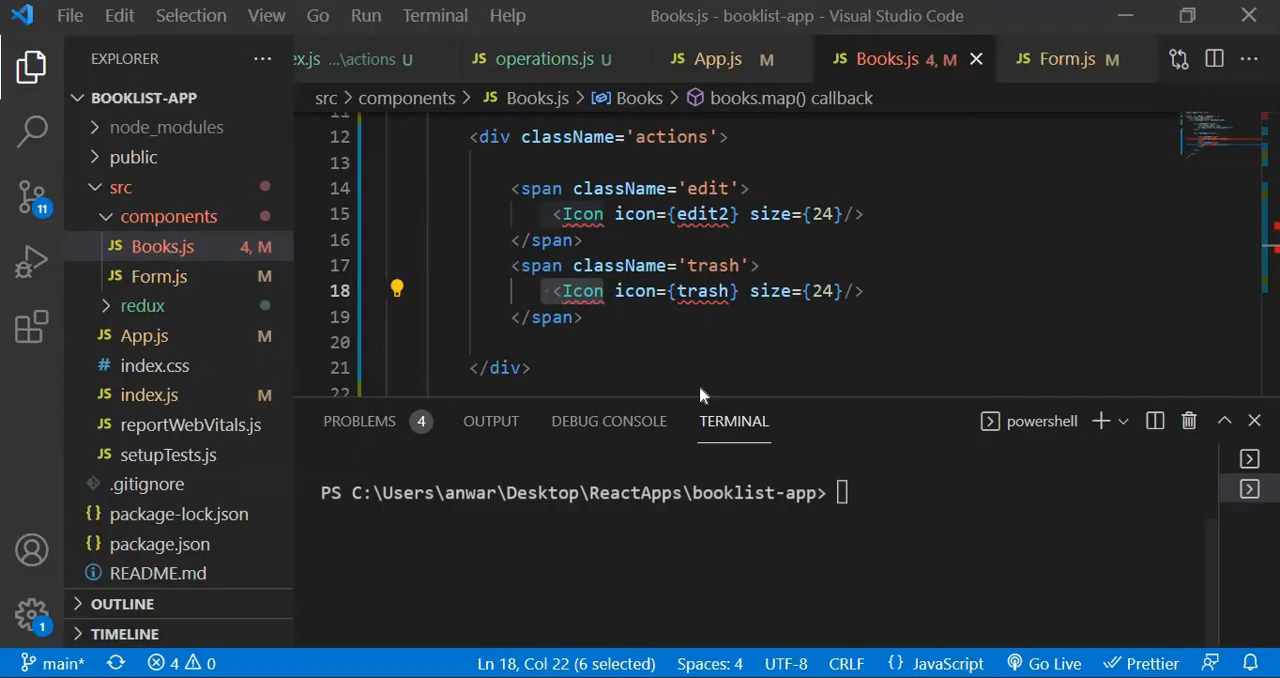 File Edit Selection View Go Run Terminal Help Books.js - booklist-app - Visual Studio Code
EXPLORER ...
ex.js ...\actions U JS operations.js U JS App.js M JS Books.js 4, M JS Form.js M ...
BOOKLIST-APP
src > components > JS Books.js > Books > books.map() callback
node_modules
public
src
components
JS Books.js 4, M
JS Form.js M
redux
JS App.js M
# index.css
JS index.js M
JS reportWebVitals.js
JS setupTests.js
.gitignore
{} package-lock.json
{} package.json
README.md
OUTLINE
TIMELINE
11
1
11
12 <div className='actions'>
13
14 <span className='edit'>
15 <Icon icon={edit2} size={24}/>
16 </span>
17 <span className='trash'>
18 <Icon icon={trash} size={24}/>
19 </span>
20
21 </div>
22
PROBLEMS 4 OUTPUT DEBUG CONSOLE TERMINAL powershell
PS C:\Users\anwar\Desktop\ReactApps\booklist-app>
main* 4 0 Ln 18, Col 22 (6 selected) Spaces: 4 UTF-8 CRLF {} JavaScript Go Live Prettier